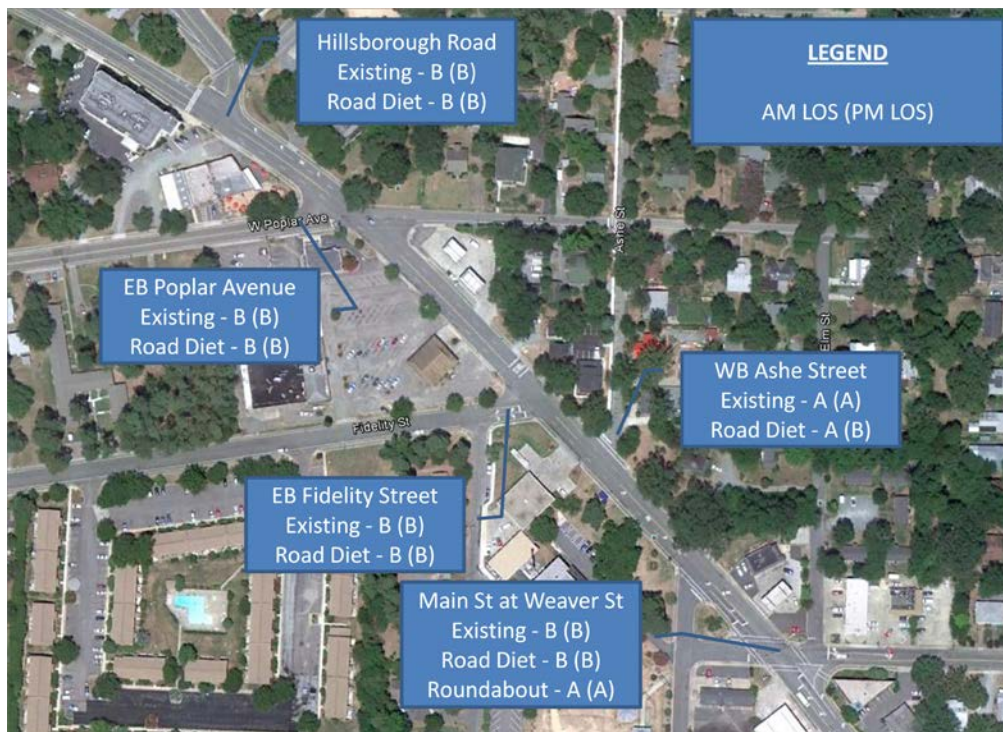 Hillsborough Road
Existing - B (B)
Road Diet - B (B)
LEGEND
AM LOS (PM LOS)
W Poplar Ave
Ashe St
EB Poplar Avenue
Existing - B (B)
Road Diet - B (B)
Elm St
WB Ashe Street
Existing - A (A)
Road Diet - A (B)
Fidelity St
EB Fidelity Street
Existing - B (B)
Road Diet - B (B)
Main St at Weaver St
Existing - B (B)
Road Diet - B (B)
Roundabout - A (A)